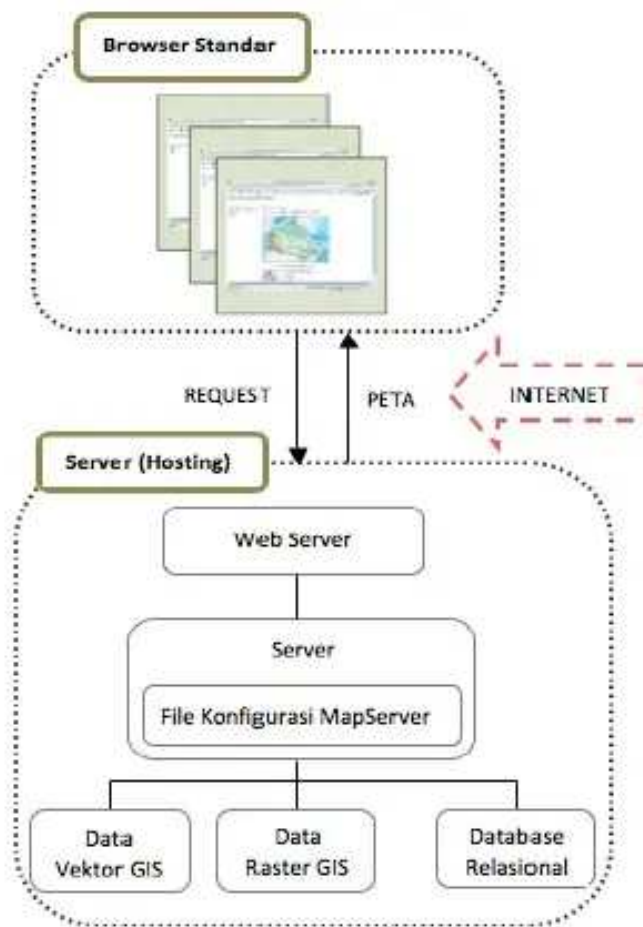 Browser Standar
REQUEST
PETA
INTERNET
Server (Hosting)
Web Server
Server
File Konfigurasi MapServer
Data
Vektor GIS
Data
Raster GIS
Database
Relasional